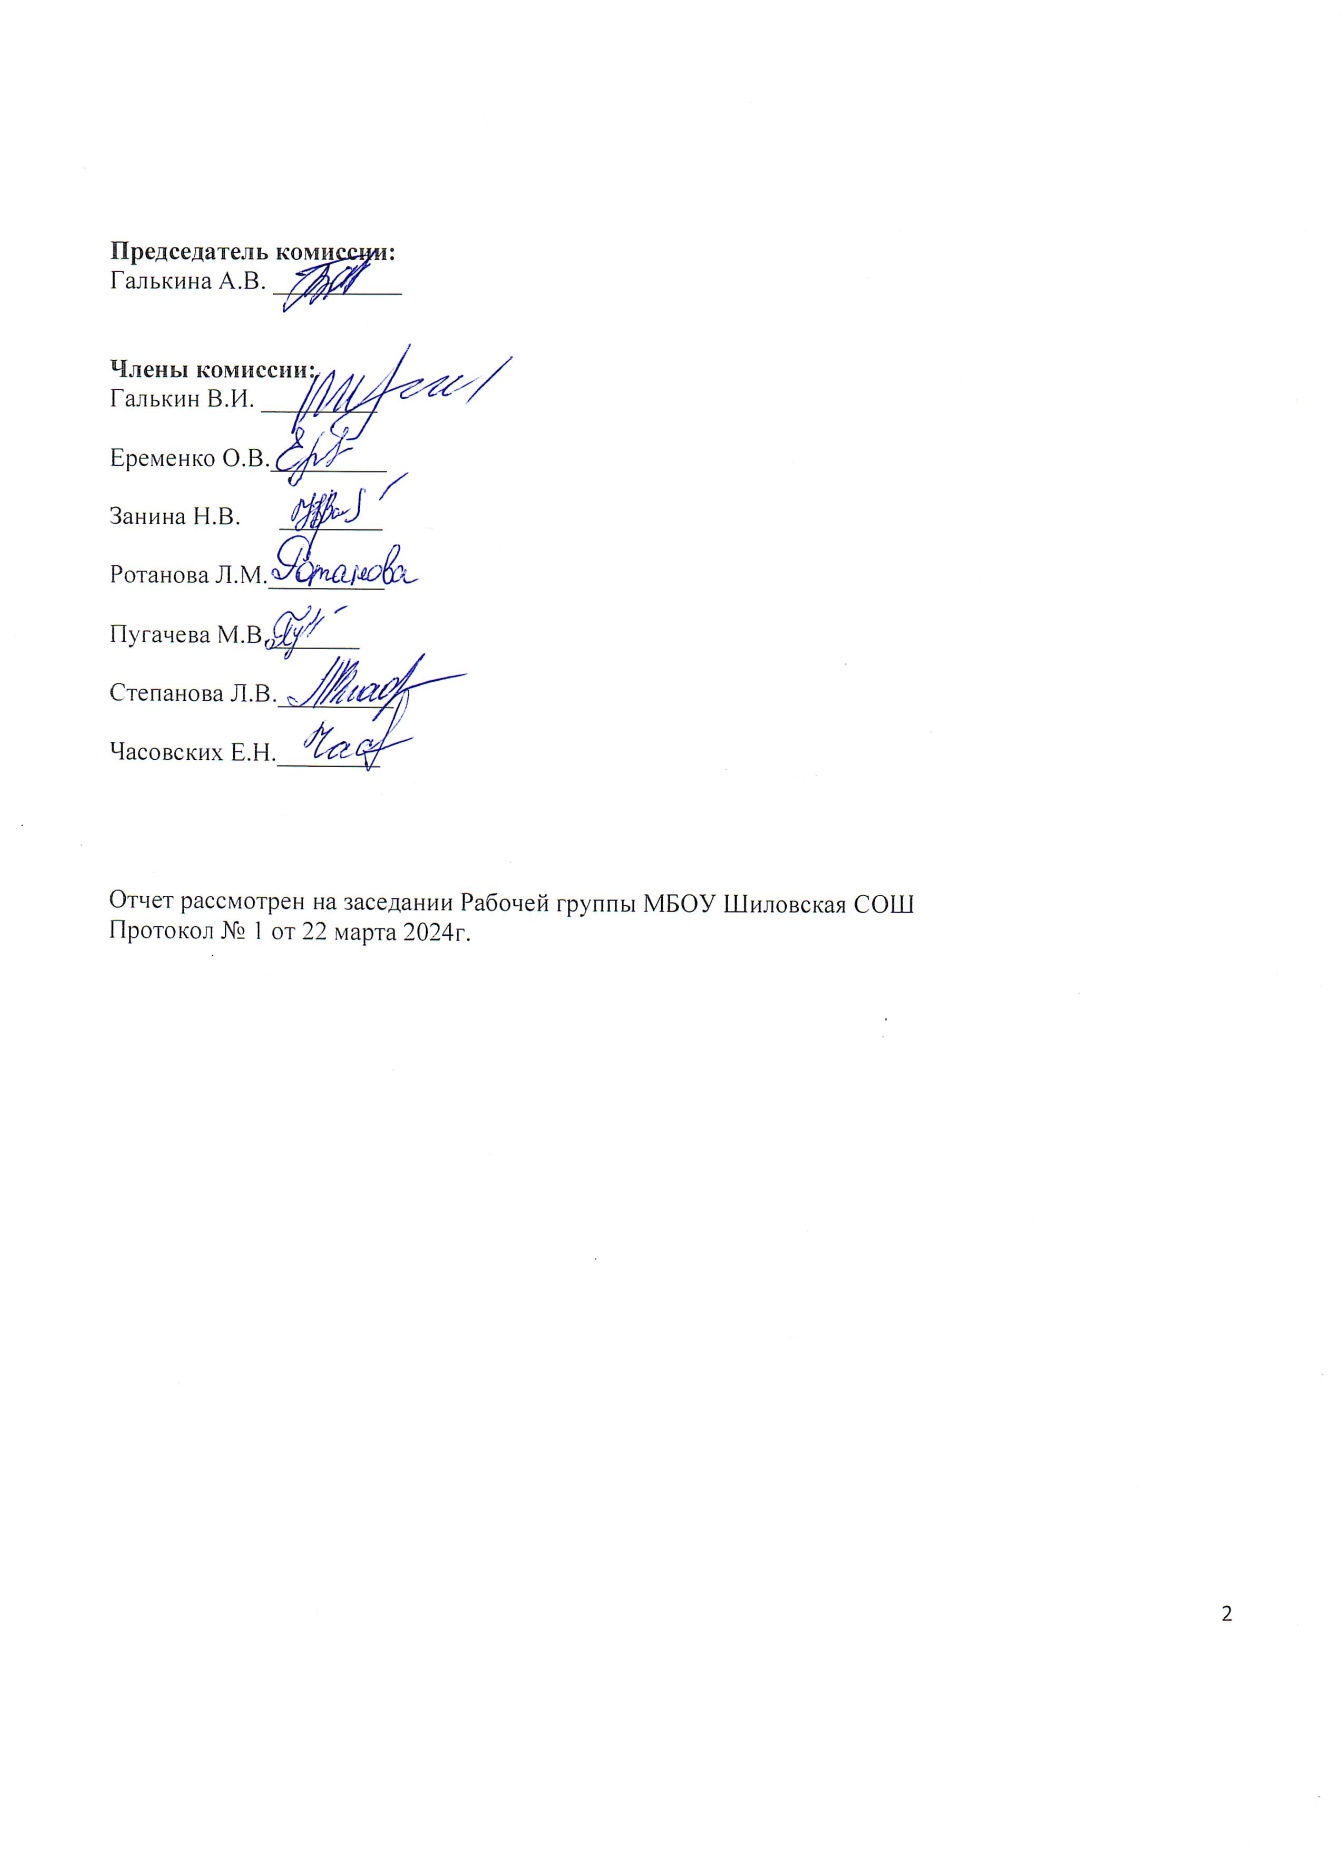 Председатель комиссии:
Галькина А.В.
Члены комиссии:
Галькин В.И.
Еременко О.В.
Занина Н.В.
Ротанова Л.М. Ротанова
Пугачева М.В.
Степанова Л.В.
Часовских Е.Н.
Отчет рассмотрен на заседании Рабочей группы МБОУ Шиловская СОШ
Протокол № 1 от 22 марта 2024г.
2